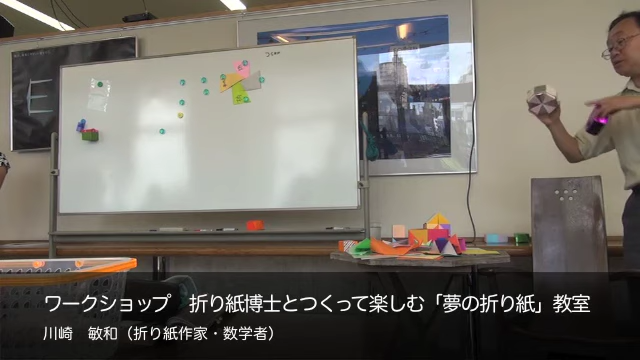 ワークショップ 折り紙博士とつくって楽しむ「夢の折り紙」教室
川崎 敏和（折り紙作家・数学者）